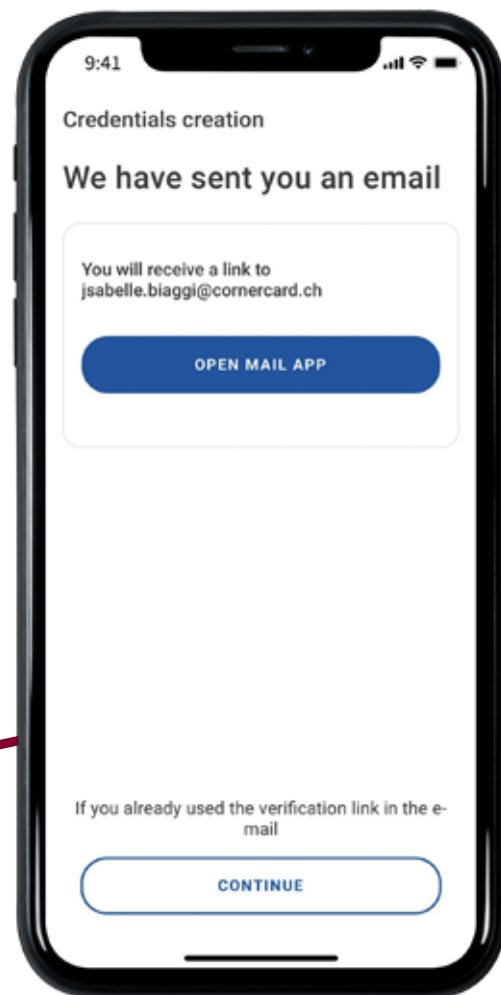 9:41
Credentials creation
We have sent you an email
You will receive a link to
jsabelle.biaggi@cornercard.ch
OPEN MAIL APP
If you already used the verification link in the e-
mail
CONTINUE